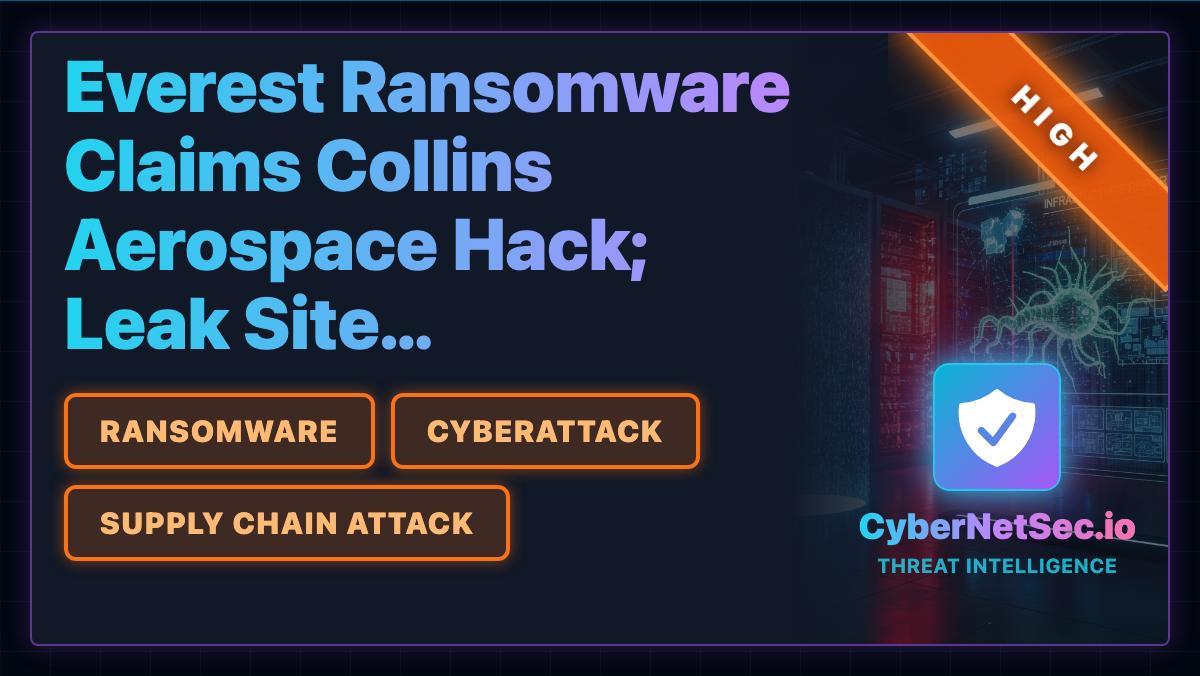 Everest Ransomware
Claims Collins
Aerospace Hack;
Leak Site...
HIGH
RANSOMWARE
CYBERATTACK
SUPPLY CHAIN ATTACK
CyberNetSec.io
THREAT INTELLIGENCE